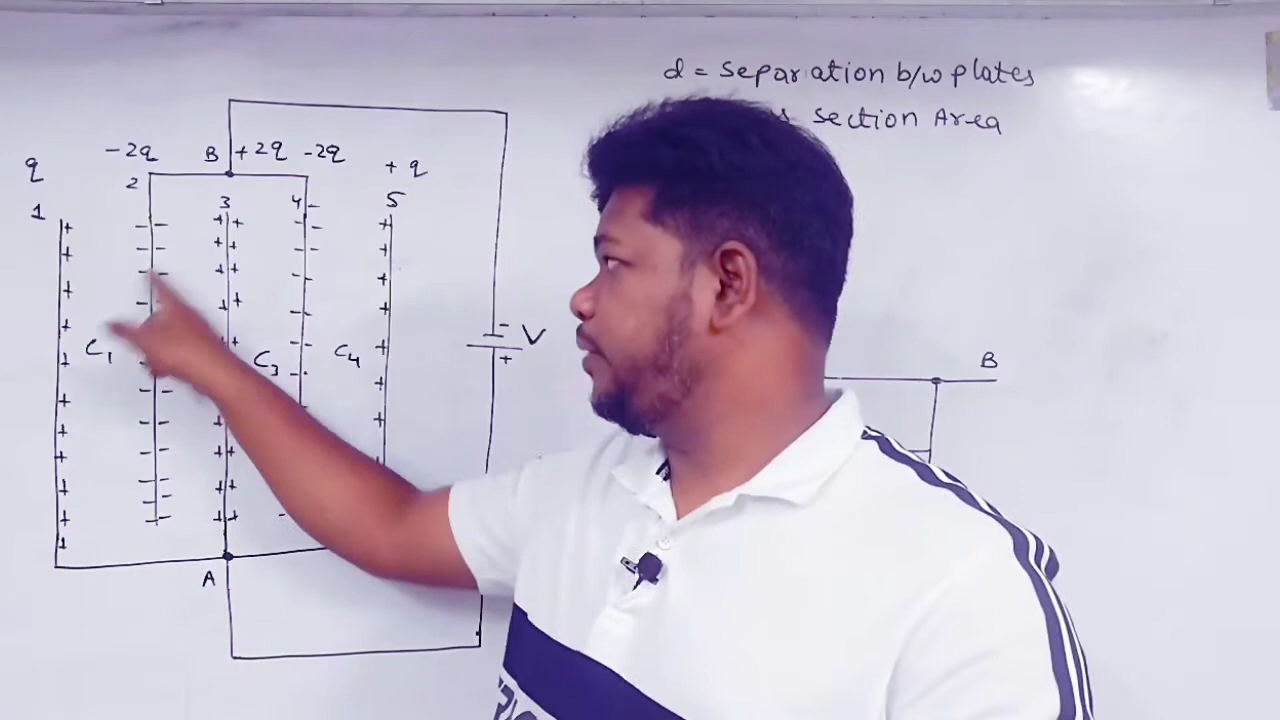 d = Separation b/w plates
section Area
q
-2q
B
+2q
-2q
+q
1
2
3
4
5
C1
C3
C4
-
V
+
A
B